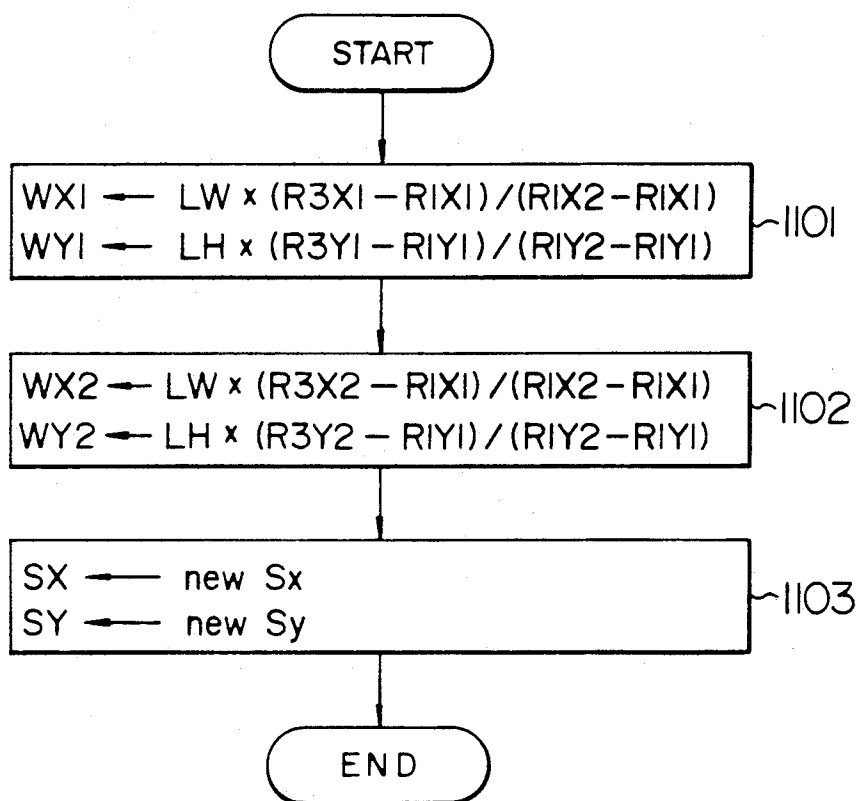 START
WX1 ← LW × (R3X1 − R1X1) / (R1X2 − R1X1)
WY1 ← LH × (R3Y1 − R1Y1) / (R1Y2 − R1Y1)
1101
WX2 ← LW × (R3X2 − R1X1) / (R1X2 − R1X1)
WY2 ← LH × (R3Y2 − R1Y1) / (R1Y2 − R1Y1)
1102
SX ← new Sx
SY ← new Sy
1103
END